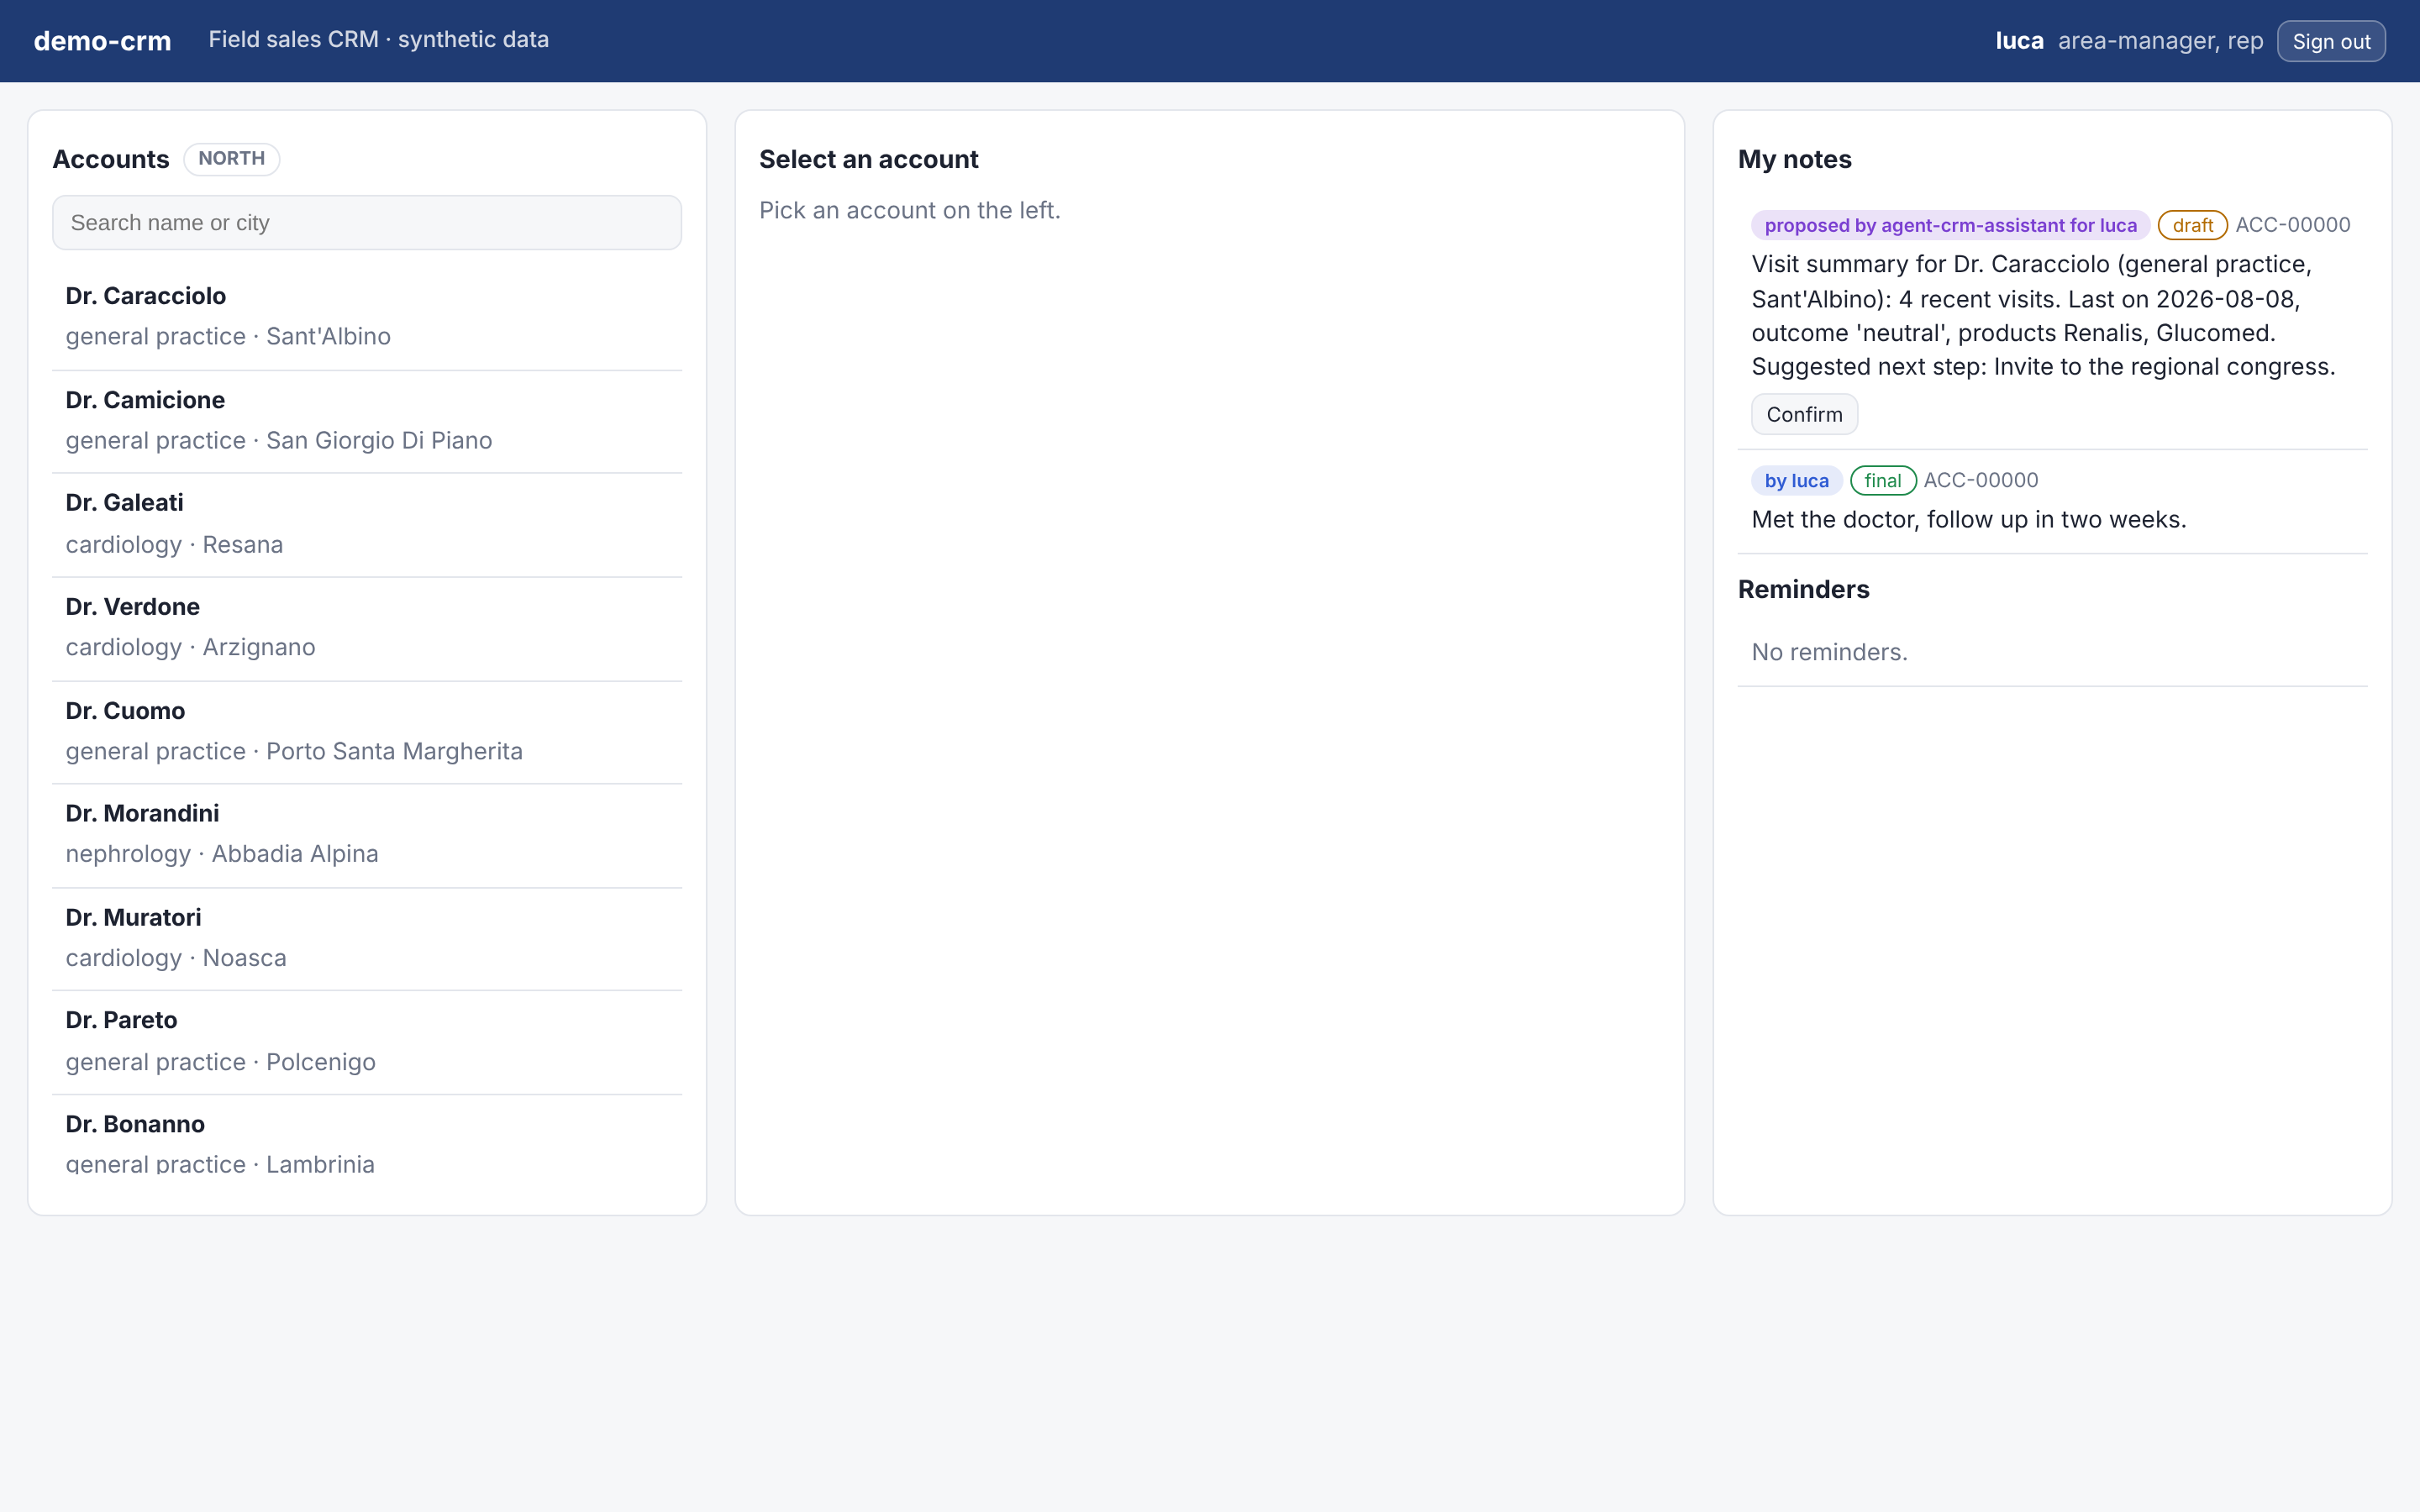 demo-crm
Field sales CRM · synthetic data
luca area-manager, rep
Sign out
Accounts NORTH
Search name or city
Dr. Caracciolo
general practice · Sant'Albino
Dr. Camicione
general practice · San Giorgio Di Piano
Dr. Galeati
cardiology · Resana
Dr. Verdone
cardiology · Arzignano
Dr. Cuomo
general practice · Porto Santa Margherita
Dr. Morandini
nephrology · Abbadia Alpina
Dr. Muratori
cardiology · Noasca
Dr. Pareto
general practice · Polcenigo
Dr. Bonanno
general practice · Lambrinia
Select an account
Pick an account on the left.
My notes
proposed by agent-crm-assistant for luca draft ACC-00000
Visit summary for Dr. Caracciolo (general practice,
Sant'Albino): 4 recent visits. Last on 2026-08-08,
outcome 'neutral', products Renalis, Glucomed.
Suggested next step: Invite to the regional congress.
Confirm
by luca final ACC-00000
Met the doctor, follow up in two weeks.
Reminders
No reminders.